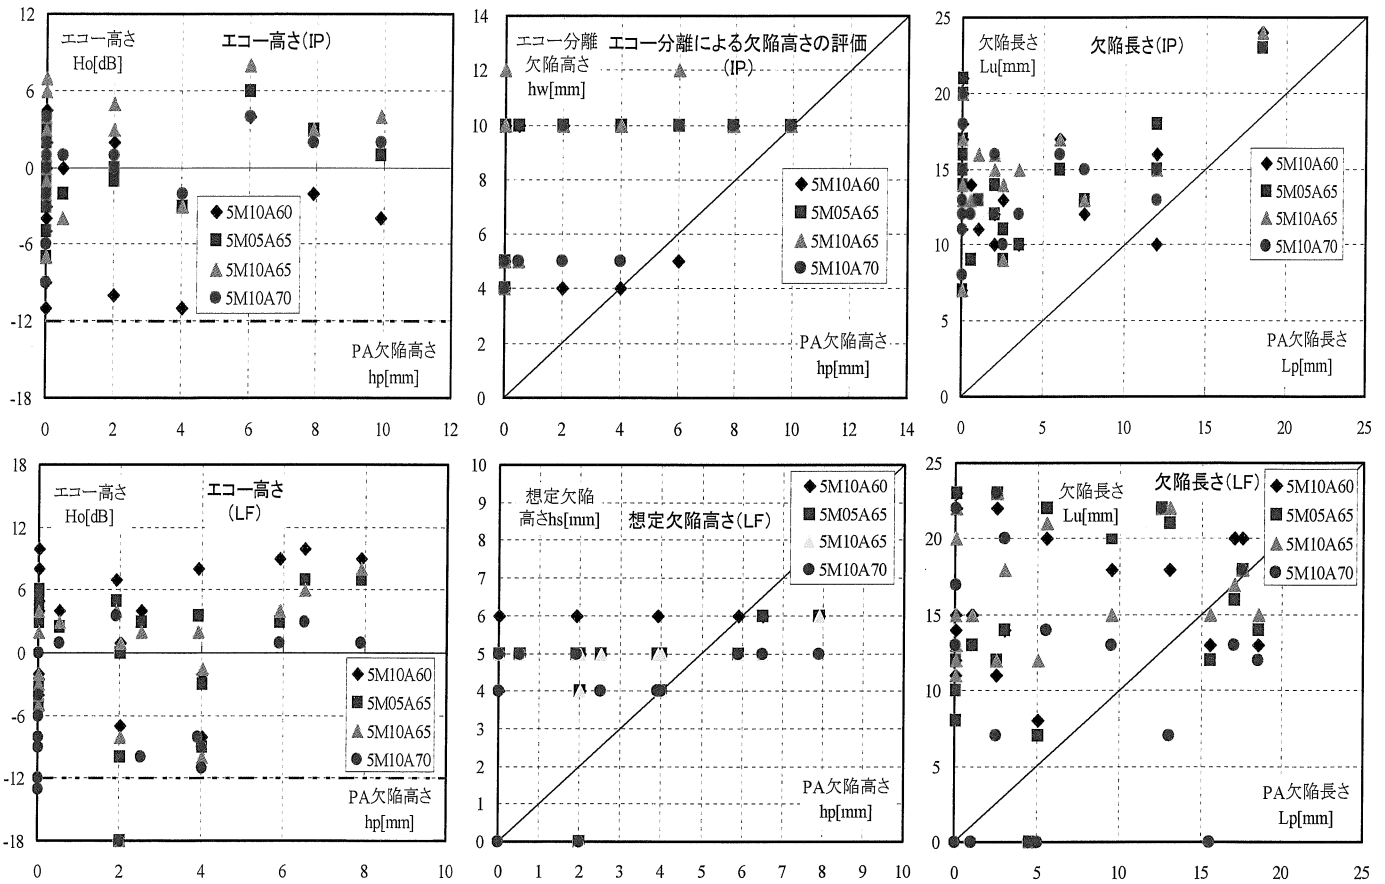 エコー高さ
Ho[dB]
エコー高さ(IP)
12
6
0
-6
-12
-18
5M10A60
5M05A65
5M10A65
5M10A70
PA欠陥高さ
hp[mm]
0 2 4 6 8 10 12
エコー分離
欠陥高さ
hw[mm]
エコー分離による欠陥高さの評価
(IP)
14
12
10
8
6
4
2
0
5M10A60
5M05A65
5M10A65
5M10A70
PA欠陥高さ
hp[mm]
0 2 4 6 8 10 12 14
欠陥長さ
Lu[mm]
欠陥長さ(IP)
25
20
15
10
5
0
5M10A60
5M05A65
5M10A65
5M10A70
PA欠陥長さ
Lp[mm]
0 5 10 15 20 25
エコー高さ
Ho[dB]
エコー高さ
(LF)
18
12
6
0
-6
-12
-18
5M10A60
5M05A65
5M10A65
5M10A70
PA欠陥高さ
hp[mm]
0 2 4 6 8 10
想定欠陥
高さhs[mm]
想定欠陥高さ(LF)
10
9
8
7
6
5
4
3
2
1
0
5M10A60
5M05A65
5M10A65
5M10A70
PA欠陥高さ
hp[mm]
0 1 2 3 4 5 6 7 8 9 10
欠陥長さ
Lu[mm]
欠陥長さ(LF)
25
20
15
10
5
0
5M10A60
5M05A65
5M10A65
5M10A70
PA欠陥長さ
Lp[mm]
0 5 10 15 20 25